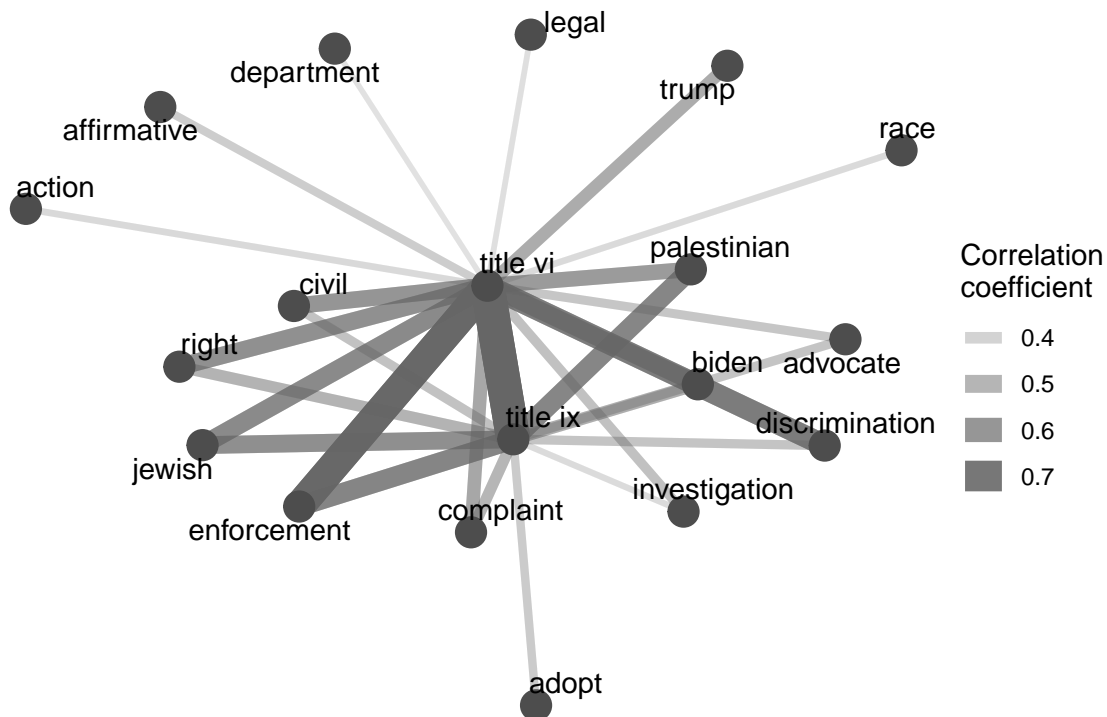 legal
department
trump
affirmative
race
action
palestinian
title vi
civil
right
biden
advocate
title ix
discrimination
jewish
investigation
complaint
enforcement
adopt
Correlation
coefficient
0.4
0.5
0.6
0.7